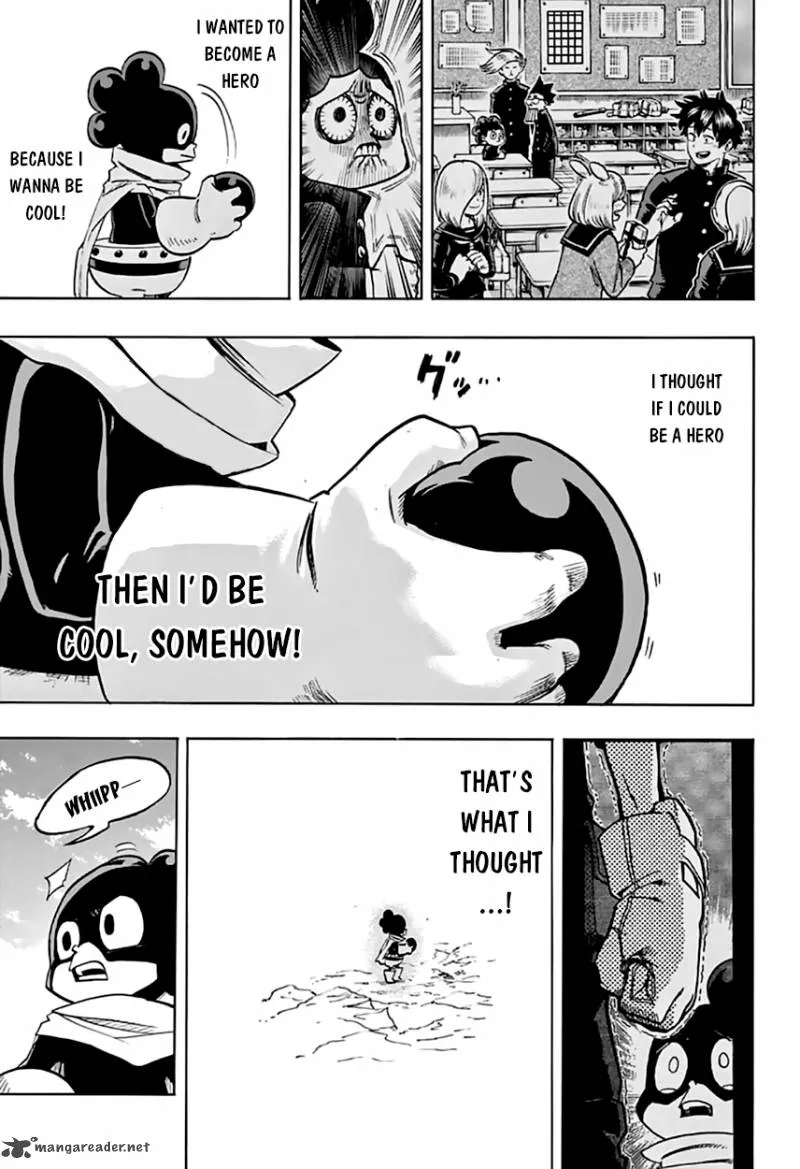 I WANTED TO
BECOME A
HERO
BECAUSE I
WANNA BE
COOL!
I THOUGHT
IF I COULD
BE A HERO
グッ…
THEN I'D BE
COOL, SOMEHOW!
THAT'S
WHAT I
THOUGHT
...!
WHIIPP—
mangareader.net